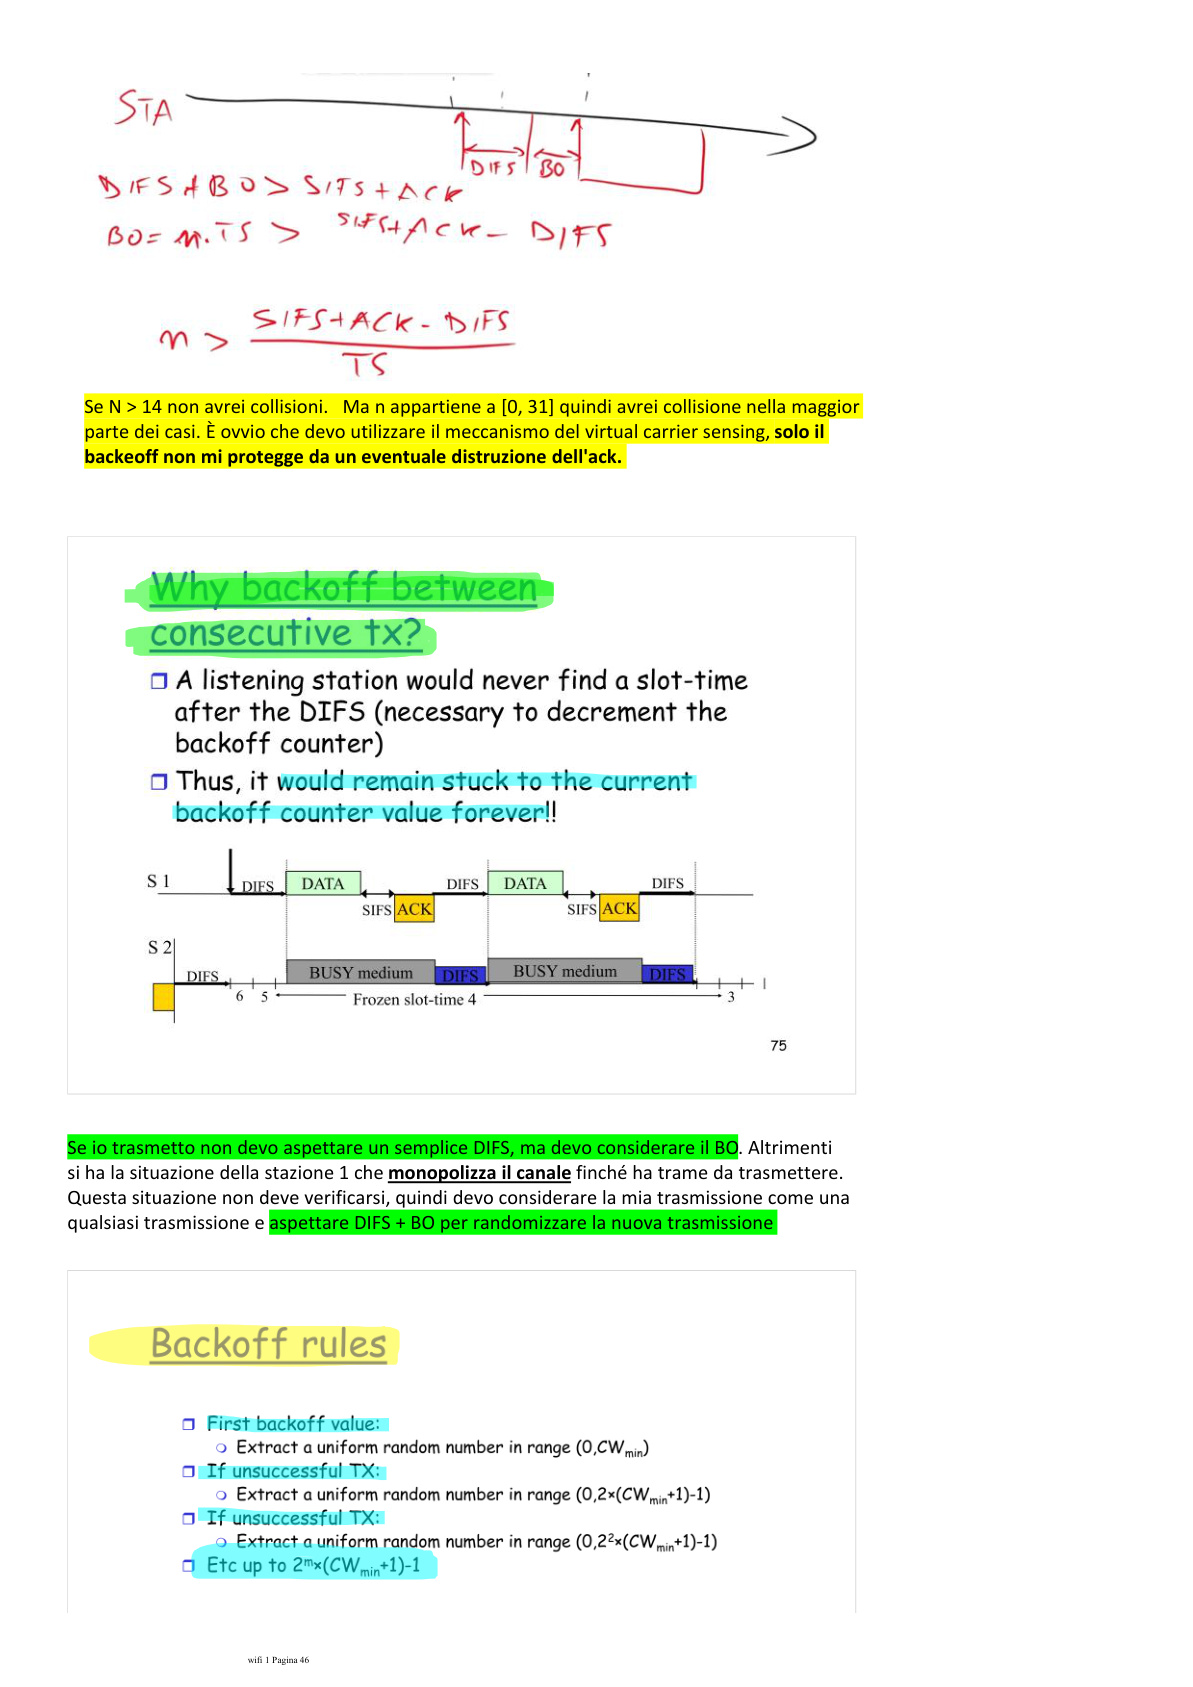 STA
DIFS BO
DIFS + BO > SIFS + ACK
BO = n.TS > SIFS+ACK - DIFS
n > SIFS+ACK - DIFS
TS
Se N > 14 non avrei collisioni.   Ma n appartiene a [0, 31] quindi avrei collisione nella maggior
parte dei casi. È ovvio che devo utilizzare il meccanismo del virtual carrier sensing, solo il
backeoff non mi protegge da un eventuale distruzione dell'ack.
Why backoff between
consecutive tx?
❒ A listening station would never find a slot-time
after the DIFS (necessary to decrement the
backoff counter)
❒ Thus, it would remain stuck to the current
backoff counter value forever!!
S 1 DIFS DATA DIFS DATA DIFS
SIFS ACK SIFS ACK
S 2
DIFS BUSY medium DIFS BUSY medium DIFS
6 5 Frozen slot-time 4 3
75
Se io trasmetto non devo aspettare un semplice DIFS, ma devo considerare il BO. Altrimenti
si ha la situazione della stazione 1 che monopolizza il canale finché ha trame da trasmettere.
Questa situazione non deve verificarsi, quindi devo considerare la mia trasmissione come una
qualsiasi trasmissione e aspettare DIFS + BO per randomizzare la nuova trasmissione
Backoff rules
❒ First backoff value:
○ Extract a uniform random number in range (0,CWmin)
❒ If unsuccessful TX:
○ Extract a uniform random number in range (0,2×(CWmin+1)-1)
❒ If unsuccessful TX:
○ Extract a uniform random number in range (0,2²×(CWmin+1)-1)
❒ Etc up to 2ᵐ×(CWmin+1)-1
wifi 1 Pagina 46